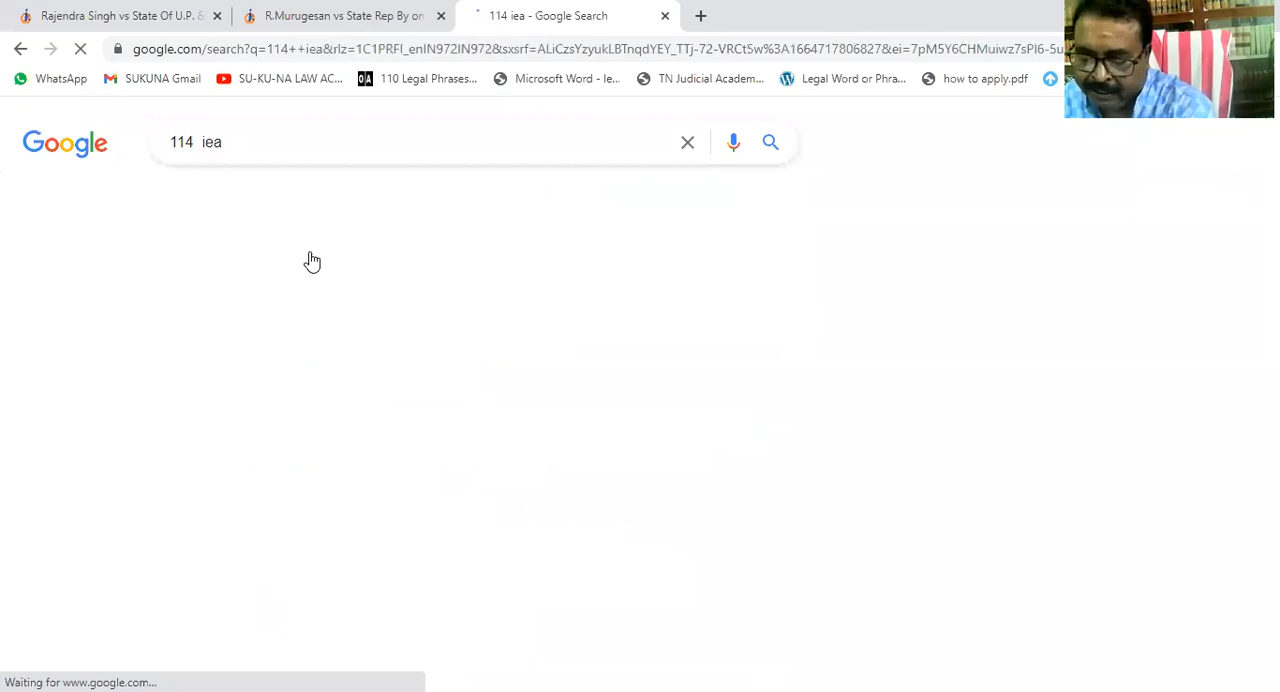 Rajendra Singh vs State Of U.P. &
R.Murugesan vs State Rep By on
114 iea - Google Search
google.com/search?q=114++iea&rlz=1C1PRFI_enIN972IN972&sxsrf=ALiCzsYzyukLBTnqdYEY_TTj-72-VRCt5w%3A1664717806827&ei=7pM5Y6CHMuiwz7sPI6-5u
WhatsApp
SUKUNA Gmail
SU-KU-NA LAW AC...
110 Legal Phrases...
Microsoft Word - le...
TN Judicial Academ...
Legal Word or Phra...
how to apply.pdf
Google
114 iea
Waiting for www.google.com...